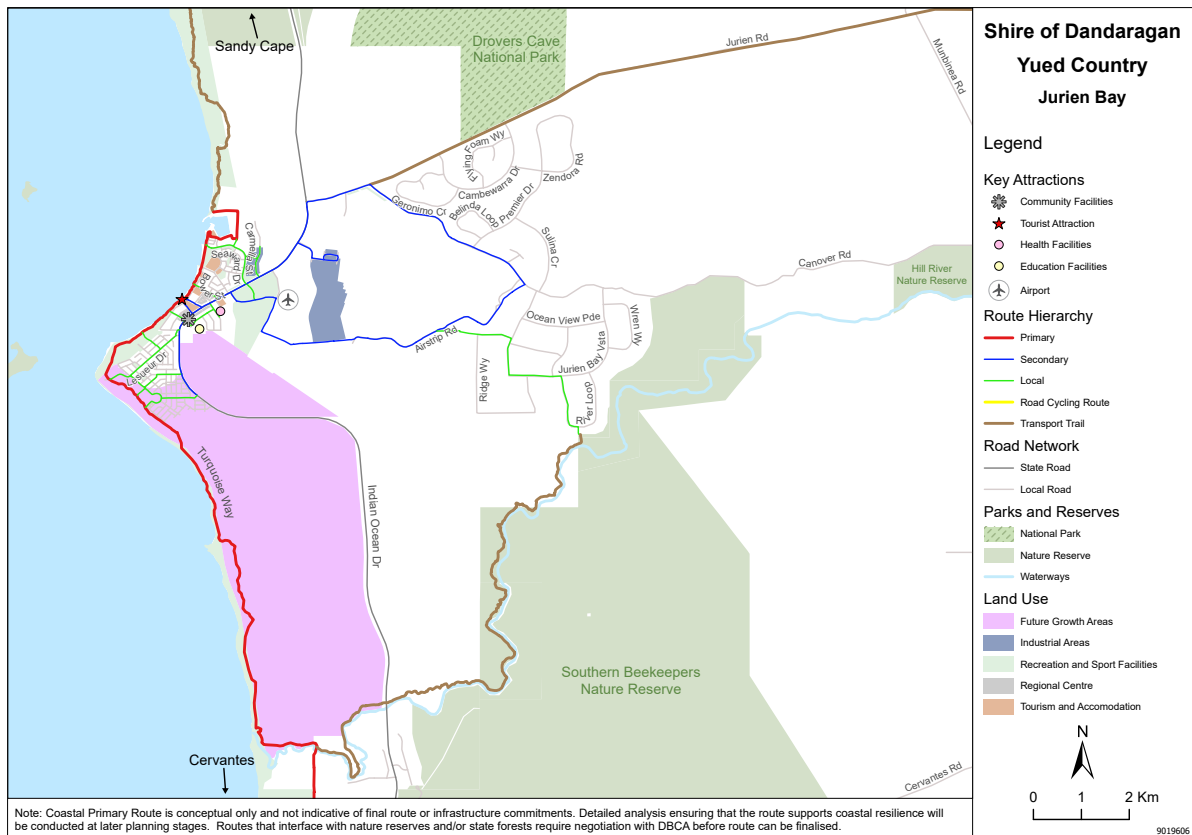 Sandy Cape
Drovers Cave
National Park
Jurien Rd
Munbinea Rd
Flying Foam Wy
Zendora Rd
Cambewarra Dr
Geronimo Cr
Belinda Loop
Premier Dr
Sulina Cr
Carmella St
Seaward Dr
Bower St
Canover Rd
Hill River
Nature Reserve
Ocean View Pde
Wren Wy
Airstrip Rd
Jurien Bay Vsta
Ridge Wy
River Loop
Lesueur Dr
Turquoise Way
Indian Ocean Dr
Southern Beekeepers
Nature Reserve
Cervantes
Cervantes Rd
Shire of Dandaragan
Yued Country
Jurien Bay
Legend
Key Attractions
Community Facilities
Tourist Attraction
Health Facilities
Education Facilities
Airport
Route Hierarchy
Primary
Secondary
Local
Road Cycling Route
Transport Trail
Road Network
State Road
Local Road
Parks and Reserves
National Park
Nature Reserve
Waterways
Land Use
Future Growth Areas
Industrial Areas
Recreation and Sport Facilities
Regional Centre
Tourism and Accomodation
N
0 1 2 Km
Note: Coastal Primary Route is conceptual only and not indicative of final route or infrastructure commitments. Detailed analysis ensuring that the route supports coastal resilience will
be conducted at later planning stages. Routes that interface with nature reserves and/or state forests require negotiation with DBCA before route can be finalised.
9019606